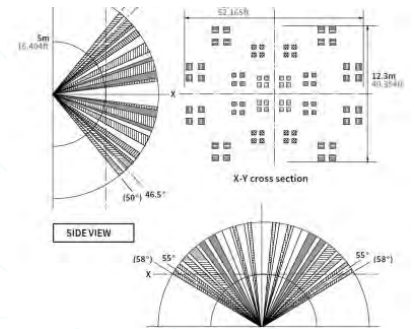 52.165ft
5m
16.404ft
X
12.3m
40.354ft
X-Y cross section
(50°) 46.5°
SIDE VIEW
(58°) 55° 55° (58°)
X